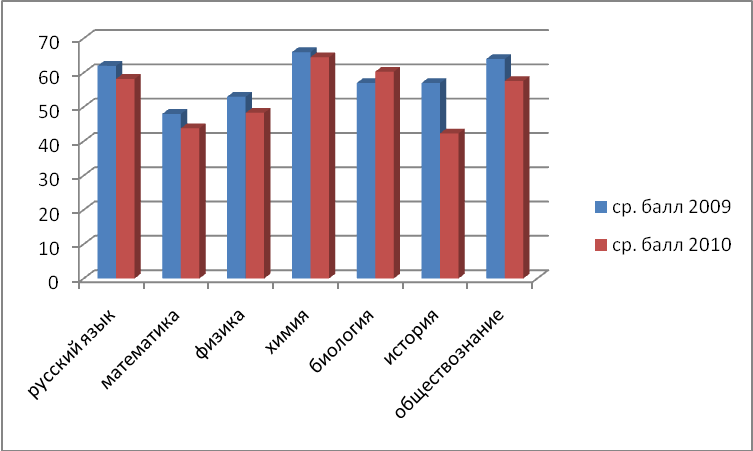 70
60
50
40
30
20
10
0
русский язык
математика
физика
химия
биология
история
обществознание
ср. балл 2009
ср. балл 2010